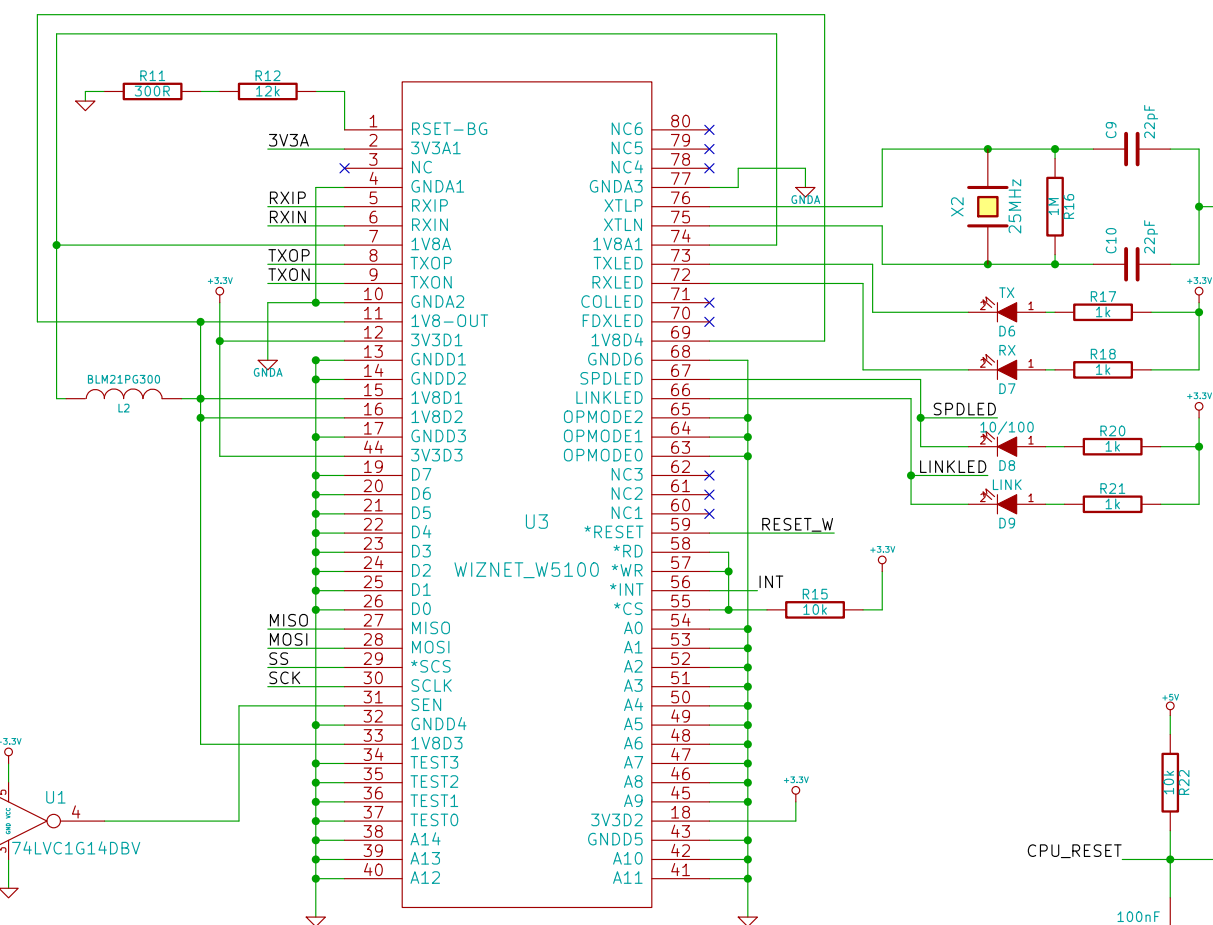 R11
300R
R12
12k
1 RSET-BG
3V3A 2 3V3A1
3 NC
4 GNDA1
RXIP 5 RXIP
RXIN 6 RXIN
7 1V8A
TXOP 8 TXOP
TXON 9 TXON
10 GNDA2
11 1V8-OUT
12 3V3D1
13 GNDD1
14 GNDD2
15 1V8D1
16 1V8D2
17 GNDD3
44 3V3D3
19 D7
20 D6
21 D5
22 D4
23 D3
24 D2
25 D1
26 D0
MISO 27 MISO
MOSI 28 MOSI
SS 29 *SCS
SCK 30 SCLK
31 SEN
32 GNDD4
33 1V8D3
34 TEST3
35 TEST2
36 TEST1
37 TEST0
38 A14
39 A13
40 A12
+3.3V
GNDA
BLM21PG300
L2
U3
WIZNET_W5100
NC6 80
NC5 79
NC4 78
GNDA3 77
XTLP 76
XTLN 75
1V8A1 74
TXLED 73
RXLED 72
COLLED 71
FDXLED 70
1V8D4 69
GNDD6 68
SPDLED 67
LINKLED 66
OPMODE2 65
OPMODE1 64
OPMODE0 63
NC3 62
NC2 61
NC1 60
*RESET 59 RESET_W
*RD 58
*WR 57
*INT 56 INT
*CS 55
A0 54
A1 53
A2 52
A3 51
A4 50
A5 49
A6 48
A7 47
A8 46
A9 45
3V3D2 18
GNDD5 43
A10 42
A11 41
GNDA
X2
25MHz
1M
R16
C9
22pF
C10
22pF
+3.3V
TX
2 1
D6
R17
1k
RX
2 1
D7
R18
1k
+3.3V
SPDLED
10/100
2 1
D8
R20
1k
LINKLED
LINK
2 1
D9
R21
1k
+3.3V
R15
10k
+3.3V
+5V
10k
R22
CPU_RESET
100nF
+3.3V
5
GND VCC
3
U1
4
74LVC1G14DBV